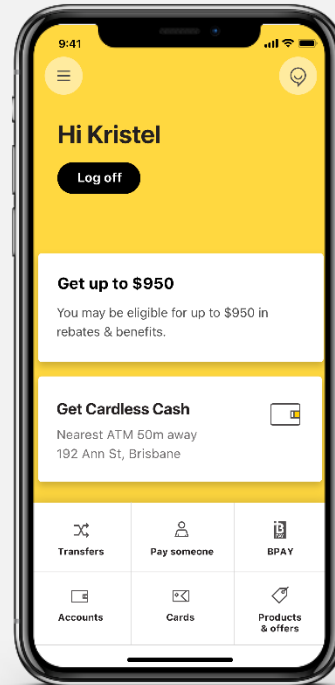 9:41
Hi Kristel
Log off
Get up to $950
You may be eligible for up to $950 in
rebates & benefits.
Get Cardless Cash
Nearest ATM 50m away
192 Ann St, Brisbane
Transfers
Pay someone
B
PAY
BPAY
Accounts
Cards
Products
& offers